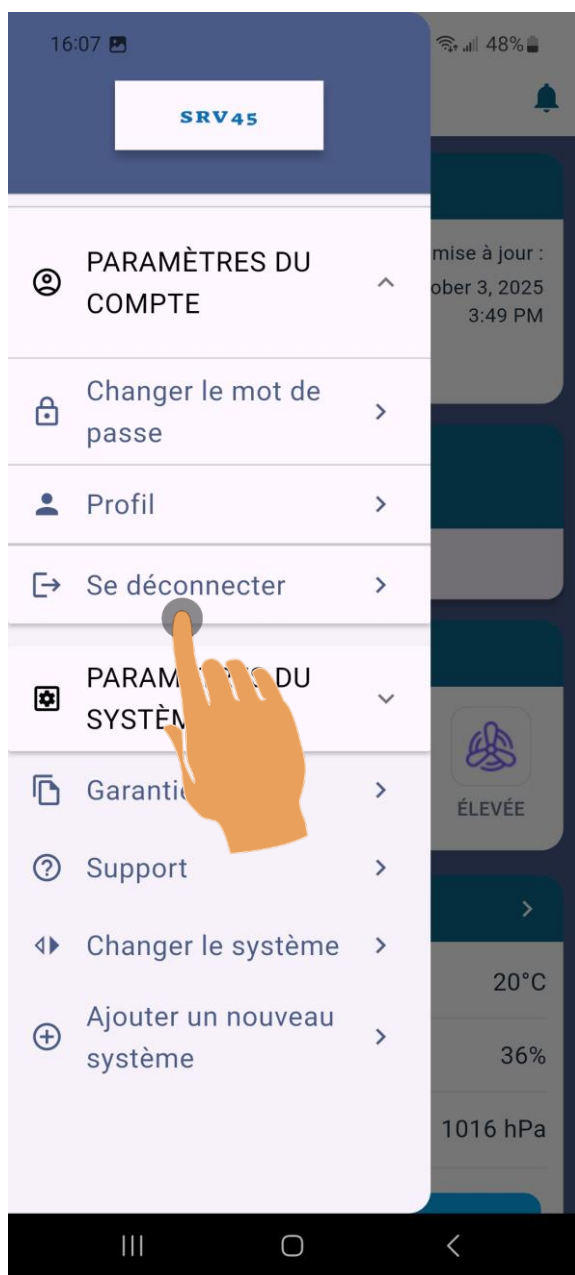 16:07
48%
SRV45
PARAMÈTRES DU
COMPTE
Changer le mot de
passe
Profil
Se déconnecter
DU
Support
Changer le système
Ajouter un nouveau
système
mise à jour :
ober 3, 2025
3:49 PM
ÉLEVÉE
20°C
36%
1016 hPa